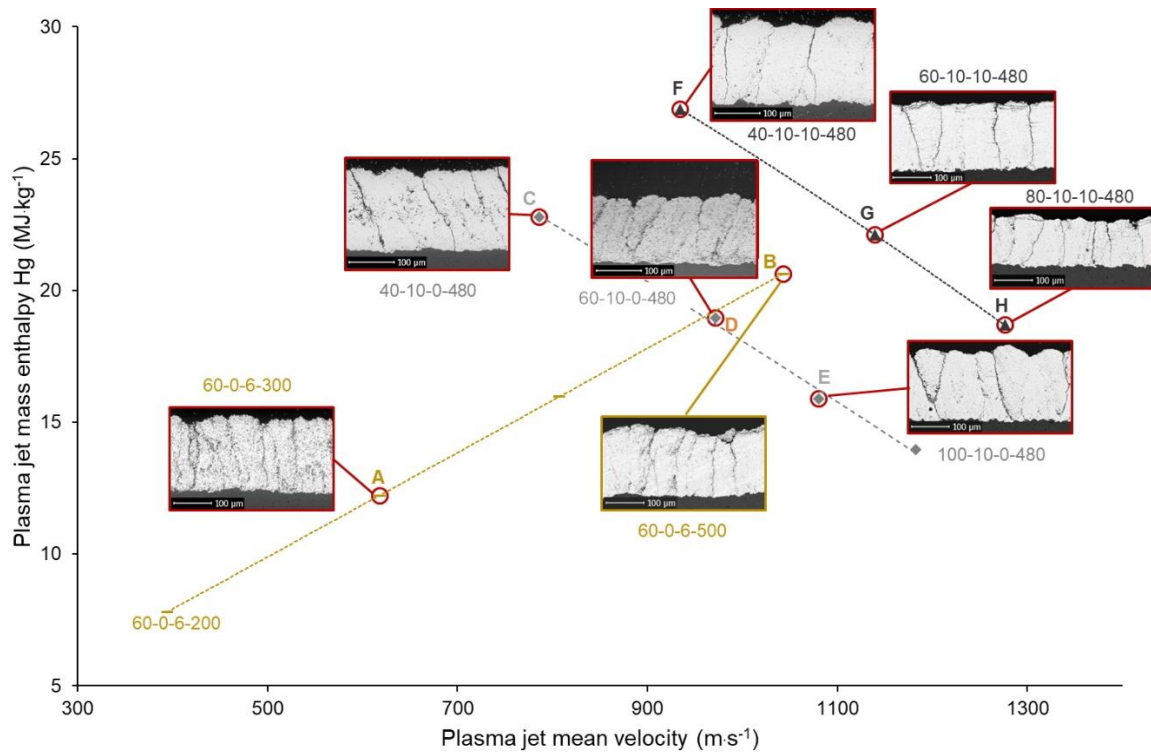 30
25
20
15
10
5
300
500
700
900
1100
1300
Plasma jet mass enthalpy Hg (MJ·kg⁻¹)
Plasma jet mean velocity (m·s⁻¹)
F
100 µm
40-10-10-480
60-10-10-480
100 µm
G
80-10-10-480
100 µm
H
C
100 µm
40-10-0-480
100 µm
60-10-0-480
B
D
E
100 µm
100-10-0-480
60-0-6-300
100 µm
A
100 µm
60-0-6-500
60-0-6-200